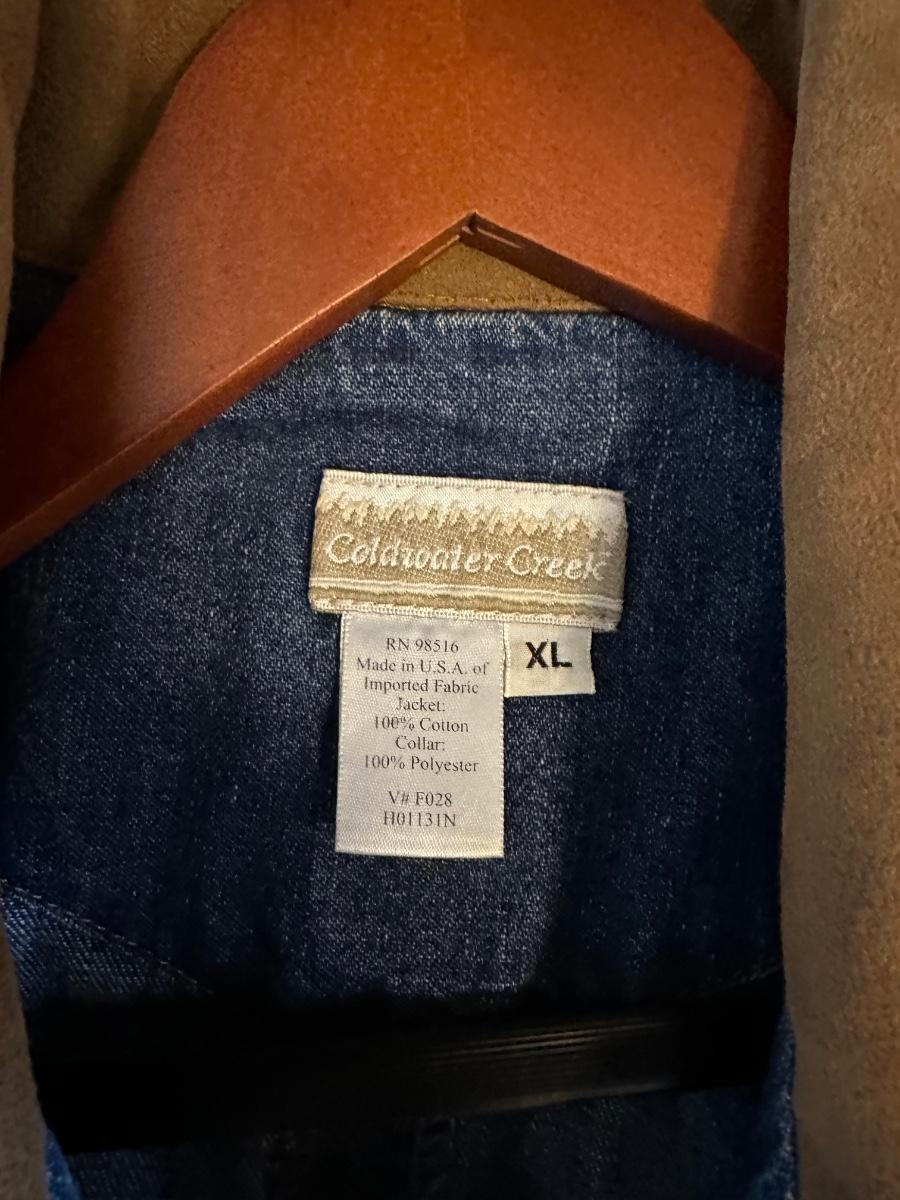 Coldwater Creek
XL
RN 98516
Made in U.S.A. of
Imported Fabric
Jacket:
100% Cotton
Collar:
100% Polyester
V# F028
H01131N